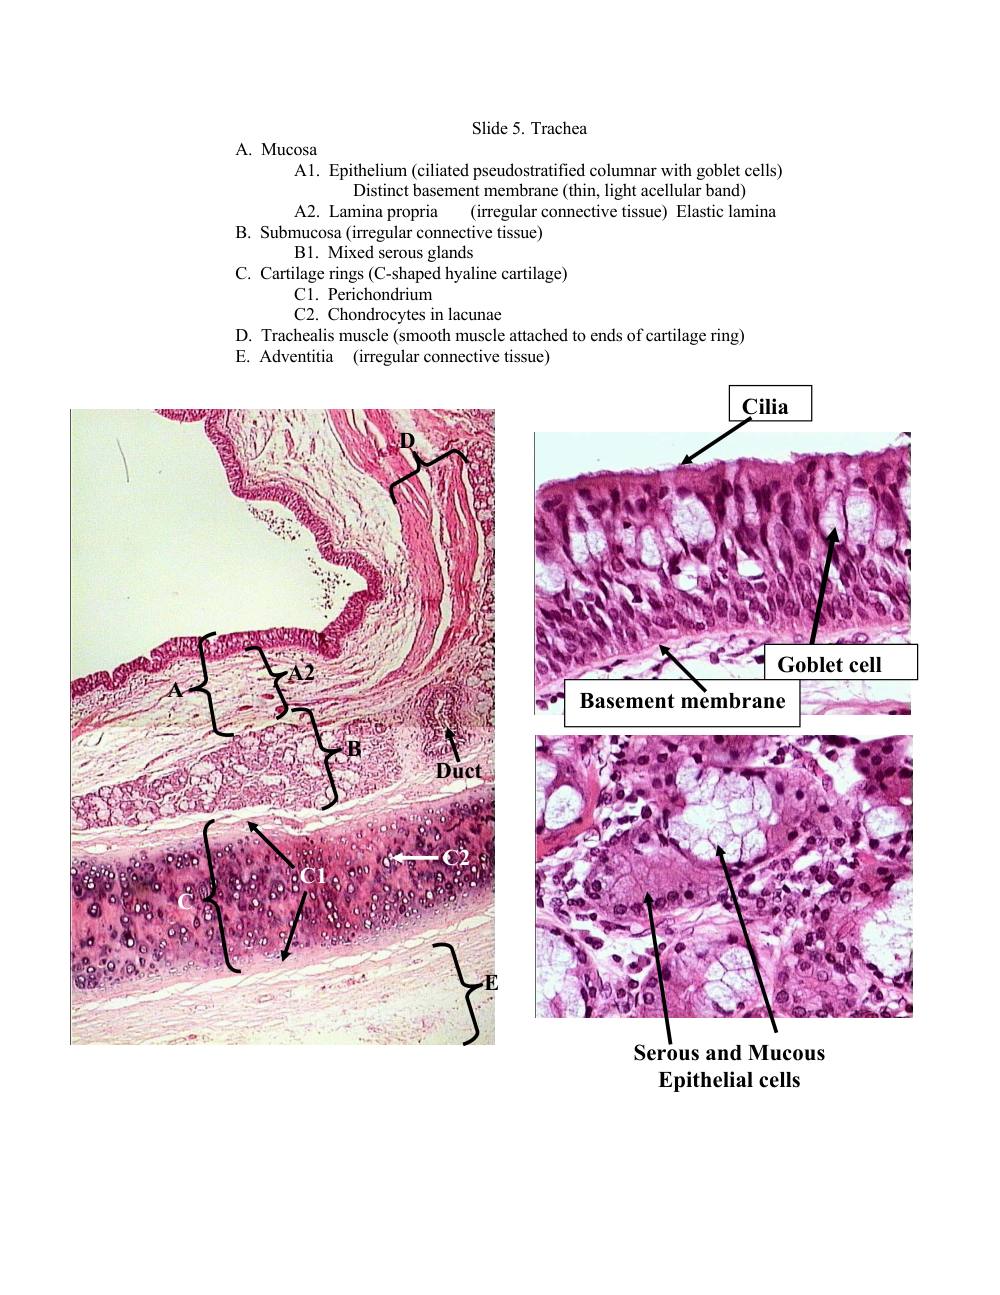 Slide 5. Trachea
A. Mucosa
A1. Epithelium (ciliated pseudostratified columnar with goblet cells)
Distinct basement membrane (thin, light acellular band)
A2. Lamina propria (irregular connective tissue) Elastic lamina
B. Submucosa (irregular connective tissue)
B1. Mixed serous glands
C. Cartilage rings (C-shaped hyaline cartilage)
C1. Perichondrium
C2. Chondrocytes in lacunae
D. Trachealis muscle (smooth muscle attached to ends of cartilage ring)
E. Adventitia (irregular connective tissue)
D
A2
A
B
Duct
C2
C1
C
E
Cilia
Goblet cell
Basement membrane
Serous and Mucous
Epithelial cells